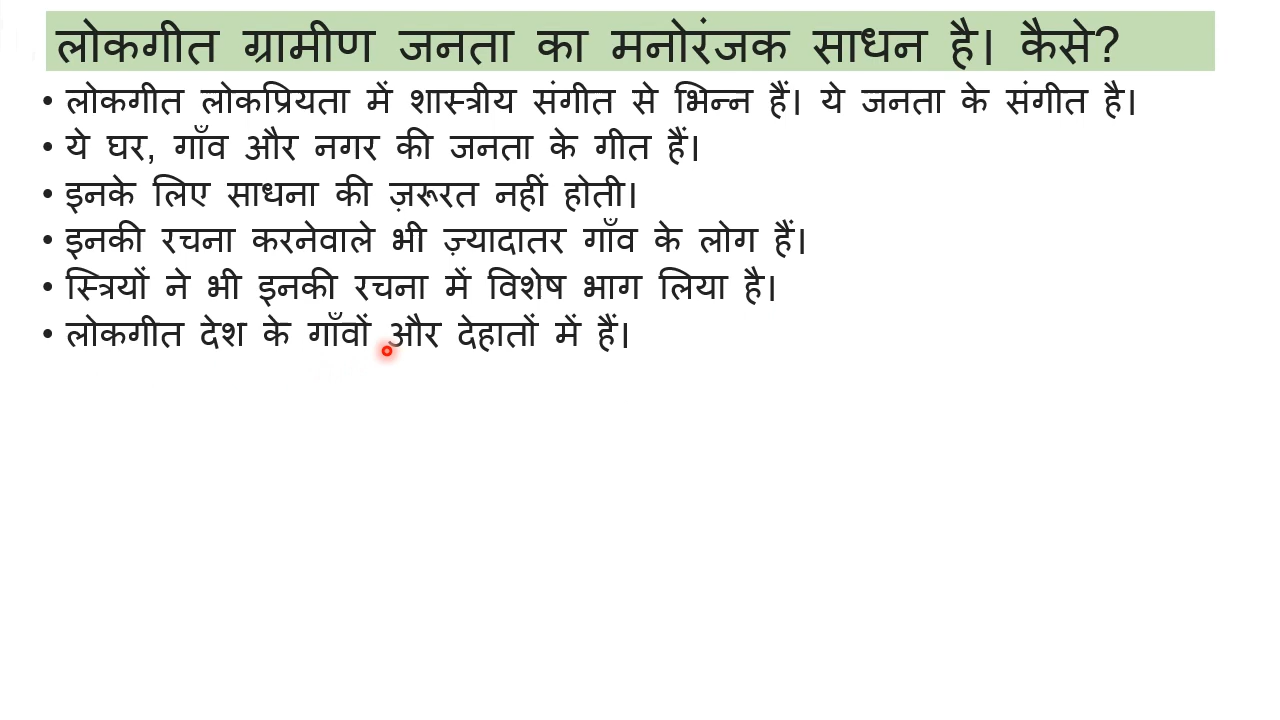 लोकगीत ग्रामीण जनता का मनोरंजक साधन है। कैसे?
• लोकगीत लोकप्रियता में शास्त्रीय संगीत से भिन्न हैं। ये जनता के संगीत है।
• ये घर, गाँव और नगर की जनता के गीत हैं।
• इनके लिए साधना की ज़रूरत नहीं होती।
• इनकी रचना करनेवाले भी ज़्यादातर गाँव के लोग हैं।
• स्त्रियों ने भी इनकी रचना में विशेष भाग लिया है।
• लोकगीत देश के गाँवों और देहातों में हैं।